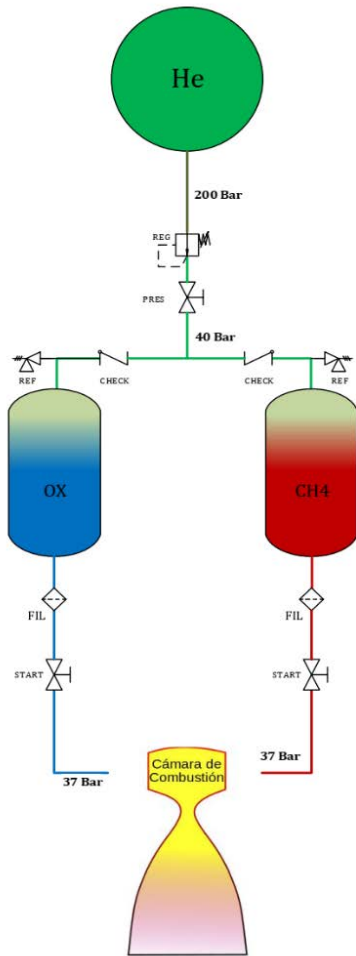 He
200 Bar
REG
PRES
40 Bar
REF
CHECK
CHECK
REF
OX
CH4
FIL
FIL
START
START
Cámara de
Combustión
37 Bar
37 Bar